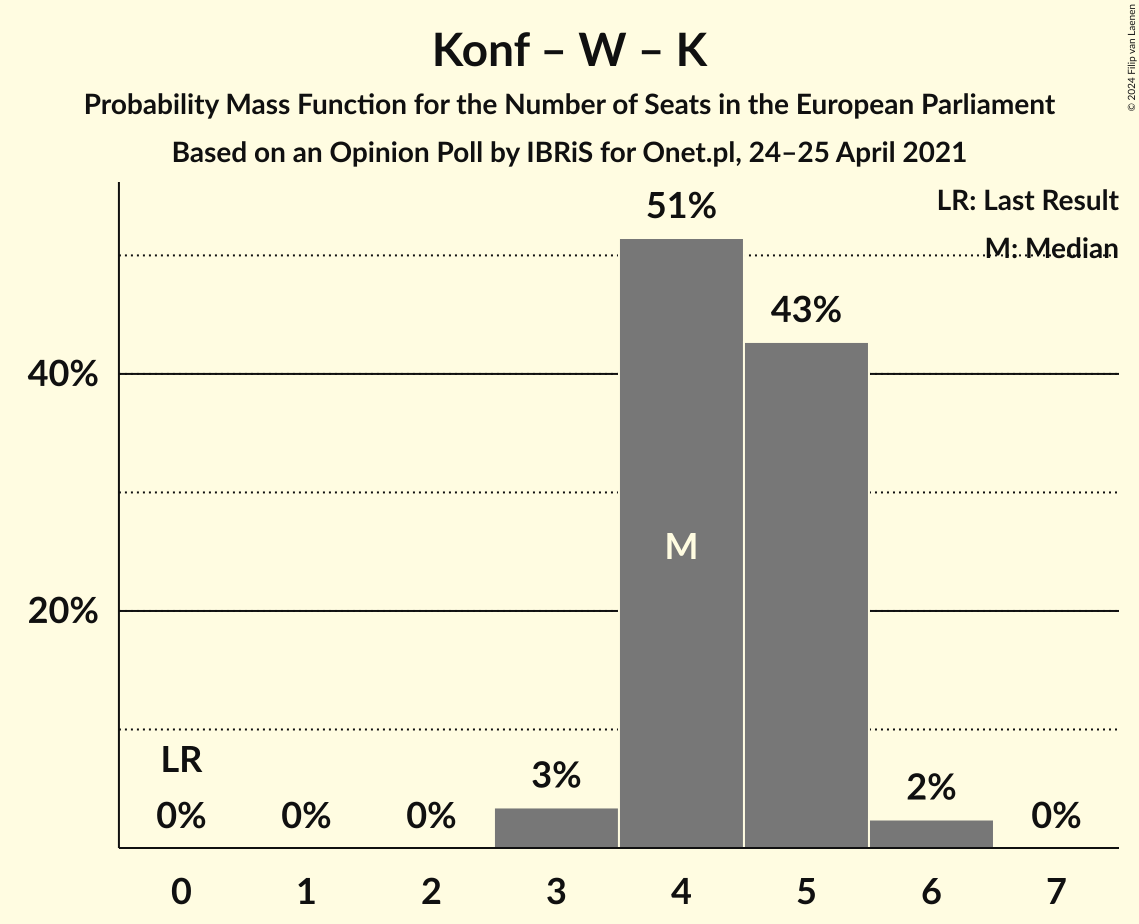 Konf – W – K
Probability Mass Function for the Number of Seats in the European Parliament
Based on an Opinion Poll by IBRiS for Onet.pl, 24–25 April 2021
© 2024 Filip van Laenen
LR: Last Result
M: Median
51%
43%
40%
M
20%
LR
3%
2%
0%
0%
0%
0%
0 1 2 3 4 5 6 7